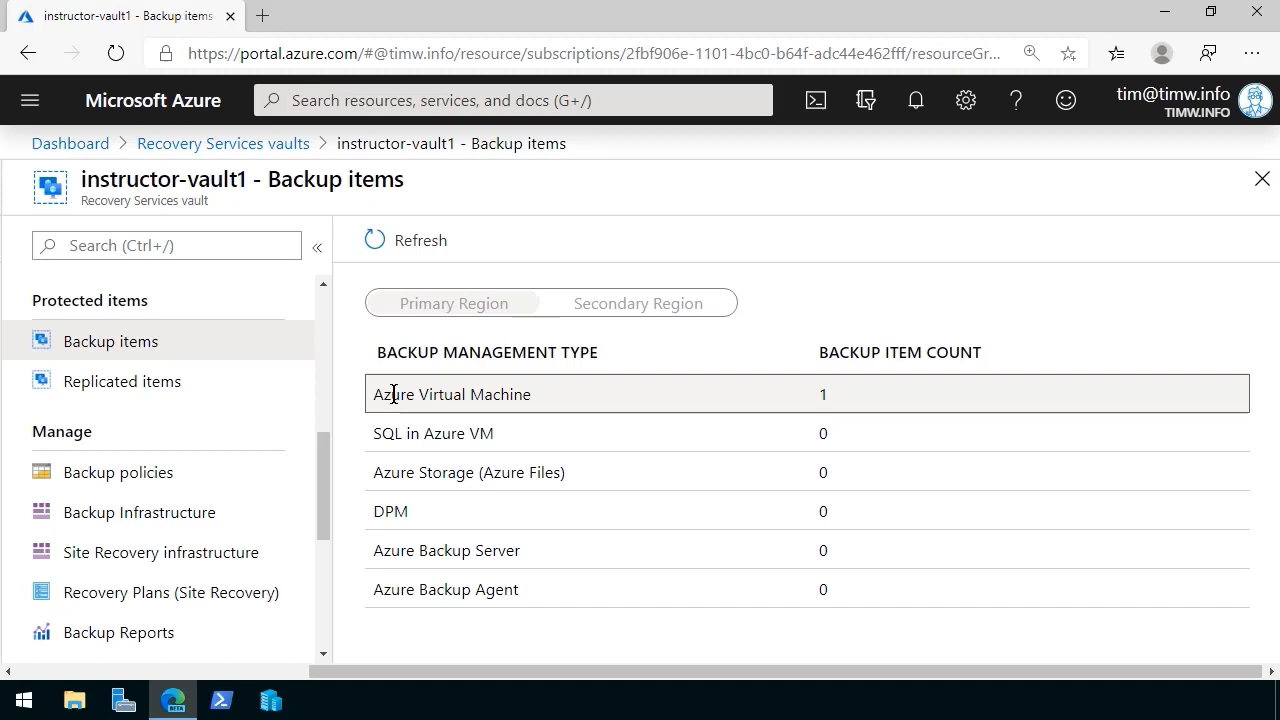 instructor-vault1 - Backup items
https://portal.azure.com/#@timw.info/resource/subscriptions/2fbf906e-1101-4bc0-b64f-adc44e462fff/resourceGr...
Microsoft Azure
Search resources, services, and docs (G+/)
tim@timw.info
TIMW.INFO
Dashboard > Recovery Services vaults > instructor-vault1 - Backup items
instructor-vault1 - Backup items
Recovery Services vault
Search (Ctrl+/)
«
Refresh
Protected items
Backup items
Replicated items
Manage
Backup policies
Backup Infrastructure
Site Recovery infrastructure
Recovery Plans (Site Recovery)
Backup Reports
Primary Region Secondary Region
BACKUP MANAGEMENT TYPE BACKUP ITEM COUNT
Azure Virtual Machine 1
SQL in Azure VM 0
Azure Storage (Azure Files) 0
DPM 0
Azure Backup Server 0
Azure Backup Agent 0
BETA